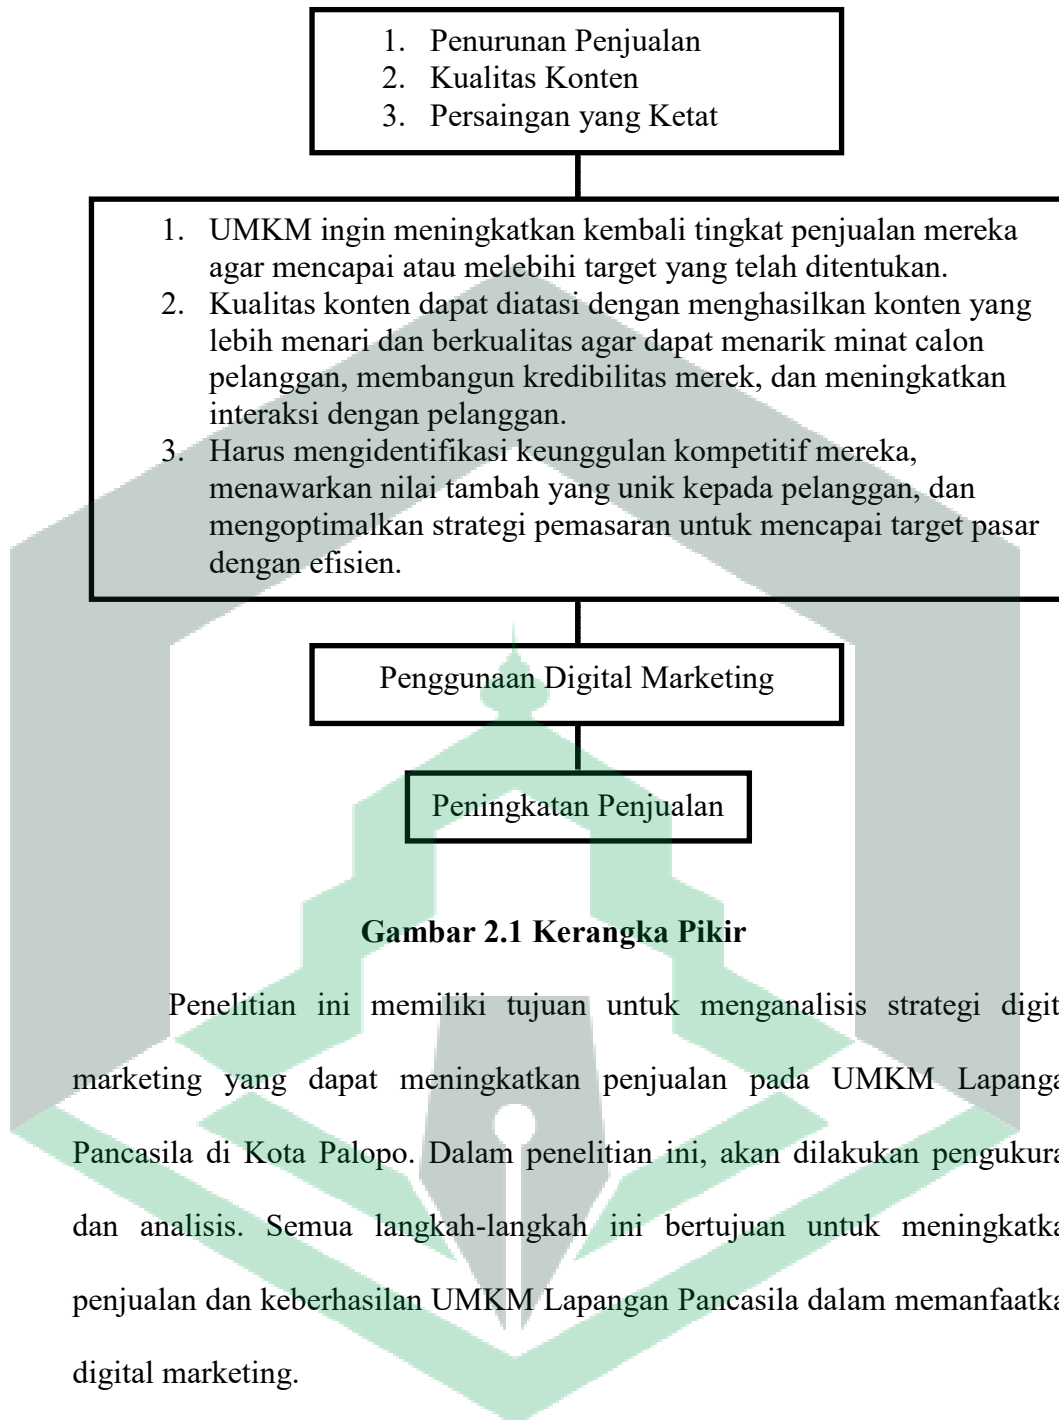 1. Penurunan Penjualan
2. Kualitas Konten
3. Persaingan yang Ketat
1. UMKM ingin meningkatkan kembali tingkat penjualan mereka
agar mencapai atau melebihi target yang telah ditentukan.
2. Kualitas konten dapat diatasi dengan menghasilkan konten yang
lebih menari dan berkualitas agar dapat menarik minat calon
pelanggan, membangun kredibilitas merek, dan meningkatkan
interaksi dengan pelanggan.
3. Harus mengidentifikasi keunggulan kompetitif mereka,
menawarkan nilai tambah yang unik kepada pelanggan, dan
mengoptimalkan strategi pemasaran untuk mencapai target pasar
dengan efisien.
Penggunaan Digital Marketing
Peningkatan Penjualan
Gambar 2.1 Kerangka Pikir
Penelitian ini memiliki tujuan untuk menganalisis strategi digit
marketing yang dapat meningkatkan penjualan pada UMKM Lapanga
Pancasila di Kota Palopo. Dalam penelitian ini, akan dilakukan pengukura
dan analisis. Semua langkah-langkah ini bertujuan untuk meningkatka
penjualan dan keberhasilan UMKM Lapangan Pancasila dalam memanfaatka
digital marketing.